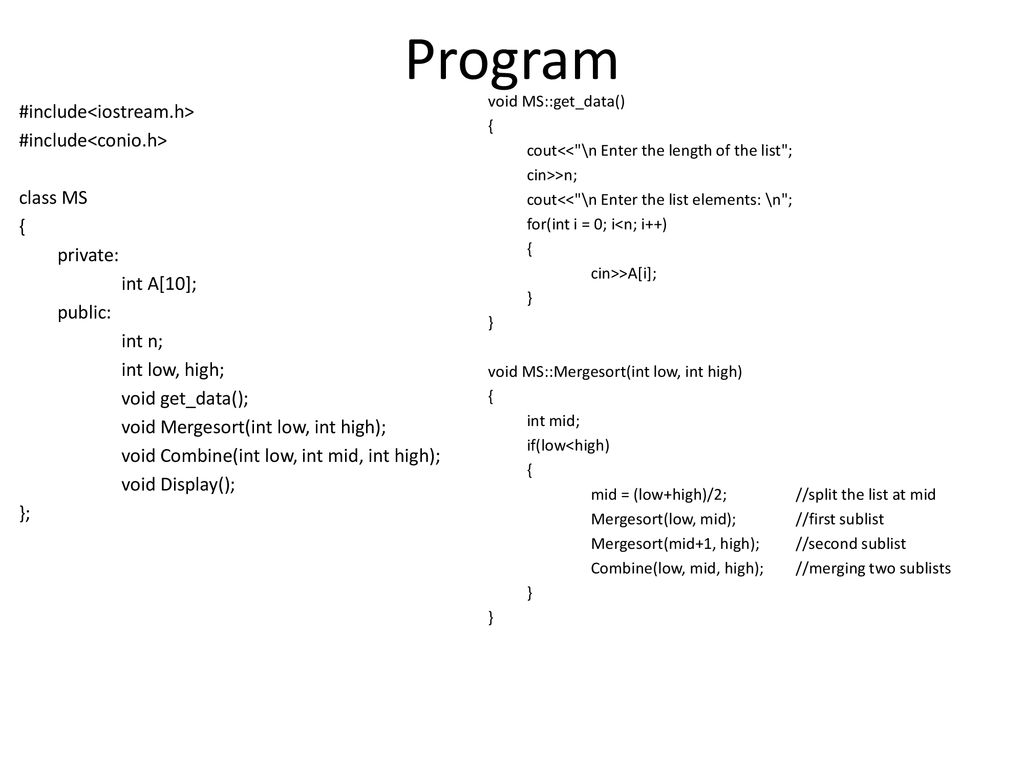 Program
#include<iostream.h>
#include<conio.h>
class MS
{
private:
int A[10];
public:
int n;
int low, high;
void get_data();
void Mergesort(int low, int high);
void Combine(int low, int mid, int high);
void Display();
};
void MS::get_data()
{
cout<<"\n Enter the length of the list";
cin>>n;
cout<<"\n Enter the list elements: \n";
for(int i = 0; i<n; i++)
{
cin>>A[i];
}
}
void MS::Mergesort(int low, int high)
{
int mid;
if(low<high)
{
mid = (low+high)/2; //split the list at mid
Mergesort(low, mid); //first sublist
Mergesort(mid+1, high); //second sublist
Combine(low, mid, high); //merging two sublists
}
}